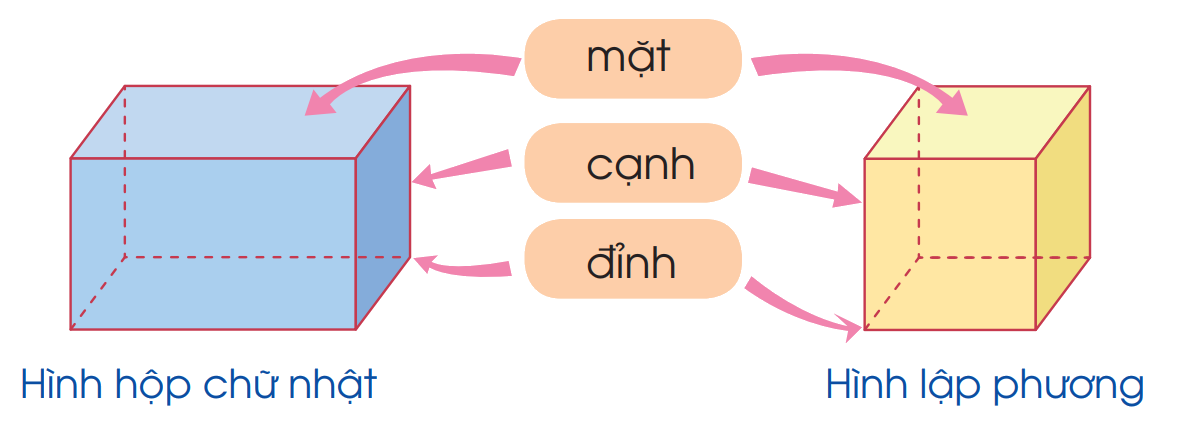 mặt
cạnh
đỉnh
Hình hộp chữ nhật
Hình lập phương